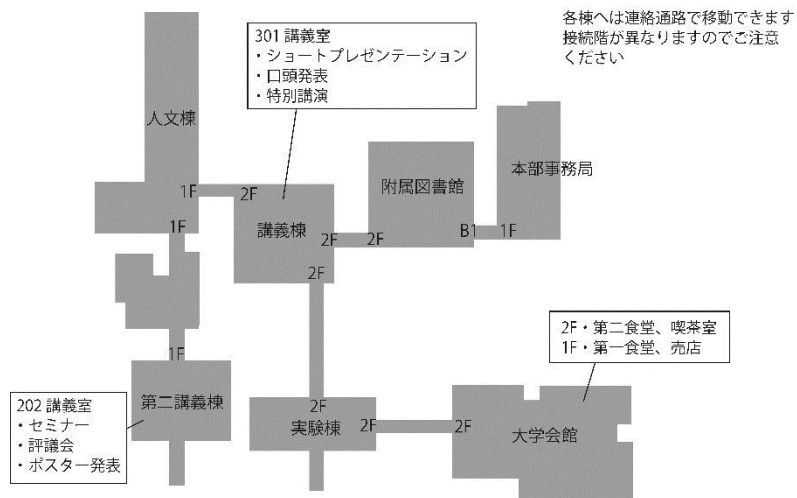 各棟へは連絡通路で移動できます
接続階が異なりますのでご注意
ください
301 講義室
・ショートプレゼンテーション
・口頭発表
・特別講演
人文棟
附属図書館
本部事務局
1F
2F
講義棟
1F
2F
2F
B1
1F
2F
2F・第二食堂、喫茶室
1F・第一食堂、売店
1F
第二講義棟
202 講義室
・セミナー
・評議会
・ポスター発表
2F
実験棟
2F
2F
大学会館